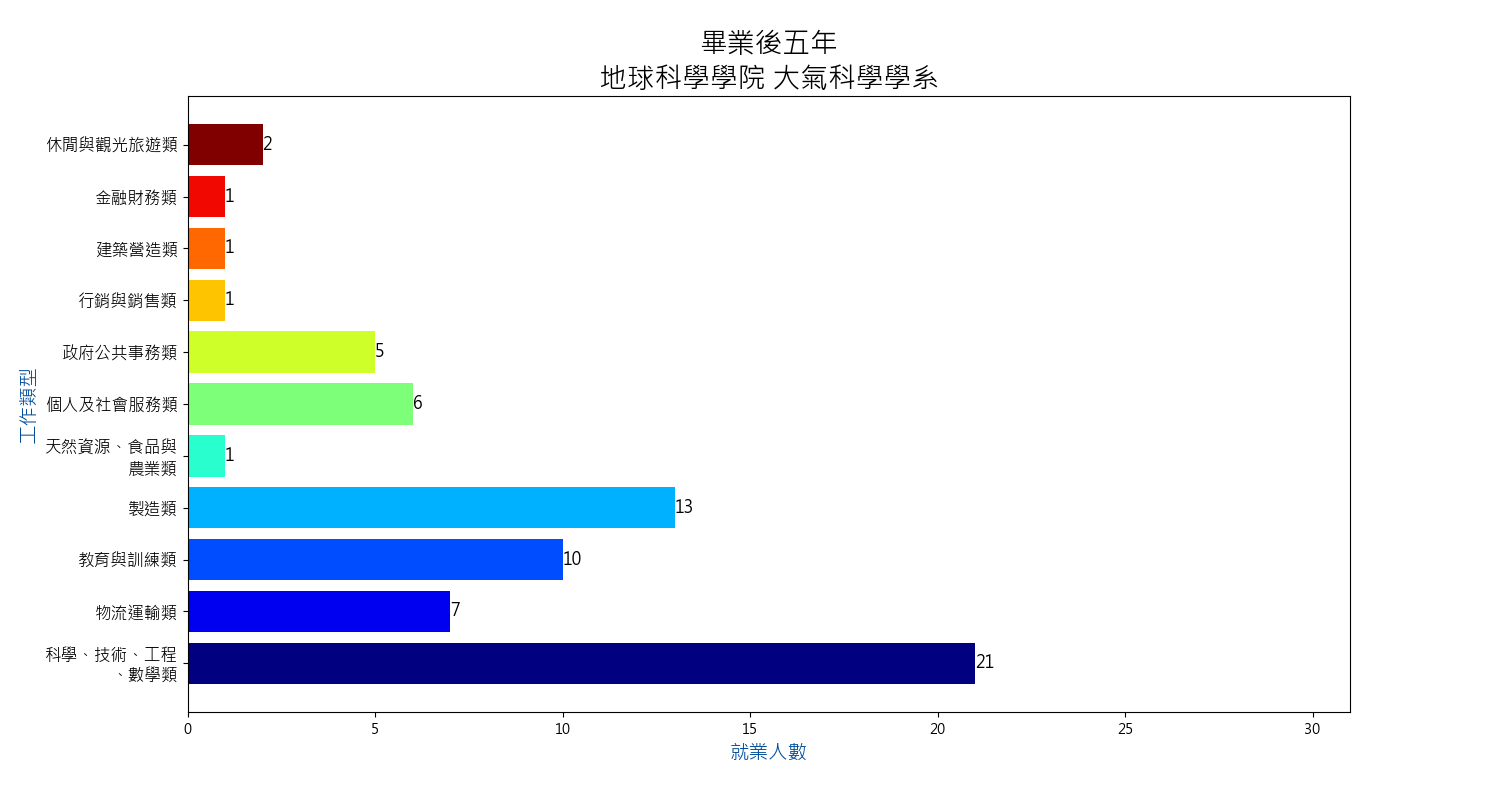 畢業後五年
地球科學學院 大氣科學學系
休閒與觀光旅遊類
2
金融財務類
1
建築營造類
1
行銷與銷售類
1
政府公共事務類
5
個人及社會服務類
6
天然資源、食品與
農業類
1
製造類
13
教育與訓練類
10
物流運輸類
7
科學、技術、工程
、數學類
21
工作類型
0 5 10 15 20 25 30
就業人數